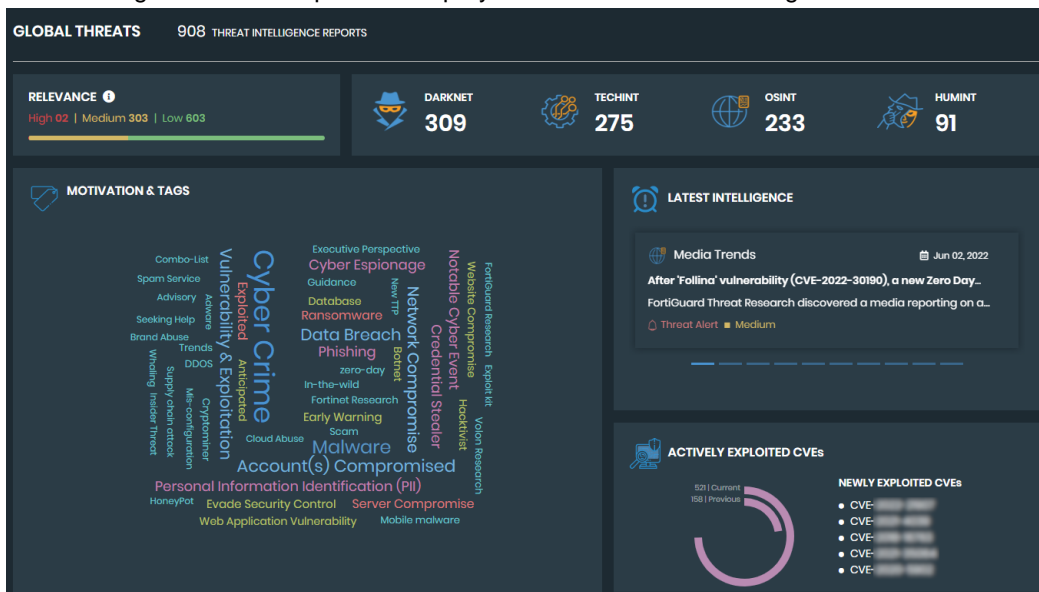 GLOBAL THREATS 908 THREAT INTELLIGENCE REPORTS
RELEVANCE
High 02 | Medium 303 | Low 603
DARKNET
309
TECHINT
275
OSINT
233
HUMINT
91
MOTIVATION & TAGS
Combo-List
Spam Service
Advisory
Adware
Seeking Help
Brand Abuse
Trends
DDOS
Whaling
Insider Threat
Supply chain attack
Mis-configuration
Cryptominer
Vulnerability & Exploitation
Exploited
Anticipated
Cyber Crime
Cloud Abuse
Executive Perspective
Cyber Espionage
Guidance
New TTP
Database
Ransomware
Data Breach
Phishing
zero-day
Botnet
In-the-wild
Fortinet Research
Early Warning
Scam
Malware
Network Compromise
Credential Stealer
Notable Cyber Event
Website Compromise
FortiGuard Research
Exploit kit
Hacktivist
Volon Research
Account(s) Compromised
Personal Information Identification (PII)
HoneyPot
Evade Security Control
Server Compromise
Web Application Vulnerability
Mobile malware
LATEST INTELLIGENCE
Media Trends
Jun 02, 2022
After 'Follina' vulnerability (CVE-2022-30190), a new Zero Day...
FortiGuard Threat Research discovered a media reporting on a...
Threat Alert Medium
ACTIVELY EXPLOITED CVEs
521 | Current
158 | Previous
NEWLY EXPLOITED CVEs
CVE-
CVE-
CVE-
CVE-
CVE-